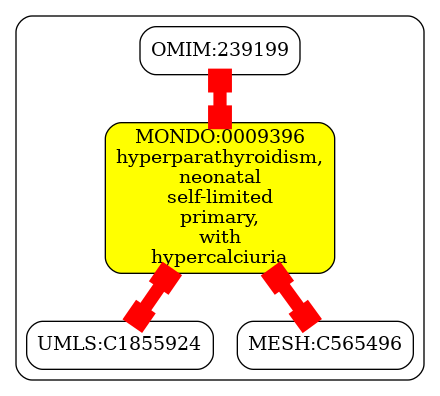 OMIM:239199
MONDO:0009396
hyperparathyroidism,
neonatal
self-limited
primary,
with
hypercalciuria
UMLS:C1855924
MESH:C565496